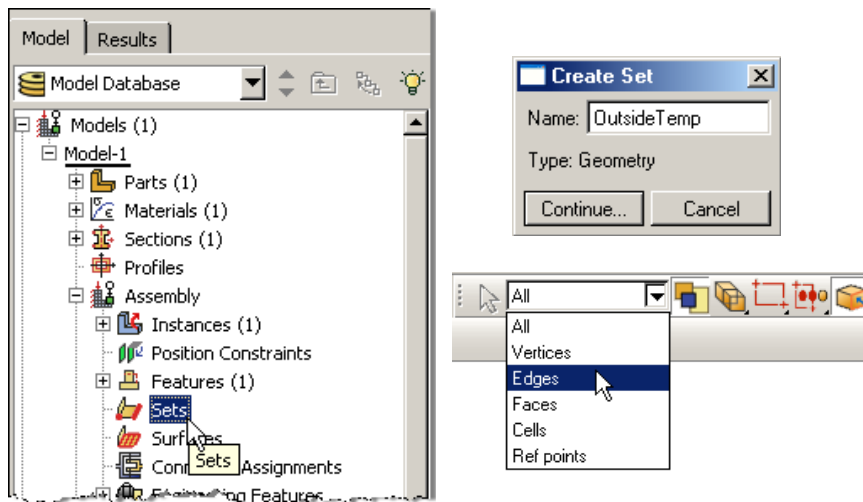 Model Results
Model Database
Models (1)
Model-1
Parts (1)
Materials (1)
Sections (1)
Profiles
Assembly
Instances (1)
Position Constraints
Features (1)
Sets
Surfaces
Sets
Assignments
Features
Create Set
Name: OutsideTemp
Type: Geometry
Continue... Cancel
All
All
Vertices
Edges
Faces
Cells
Ref points